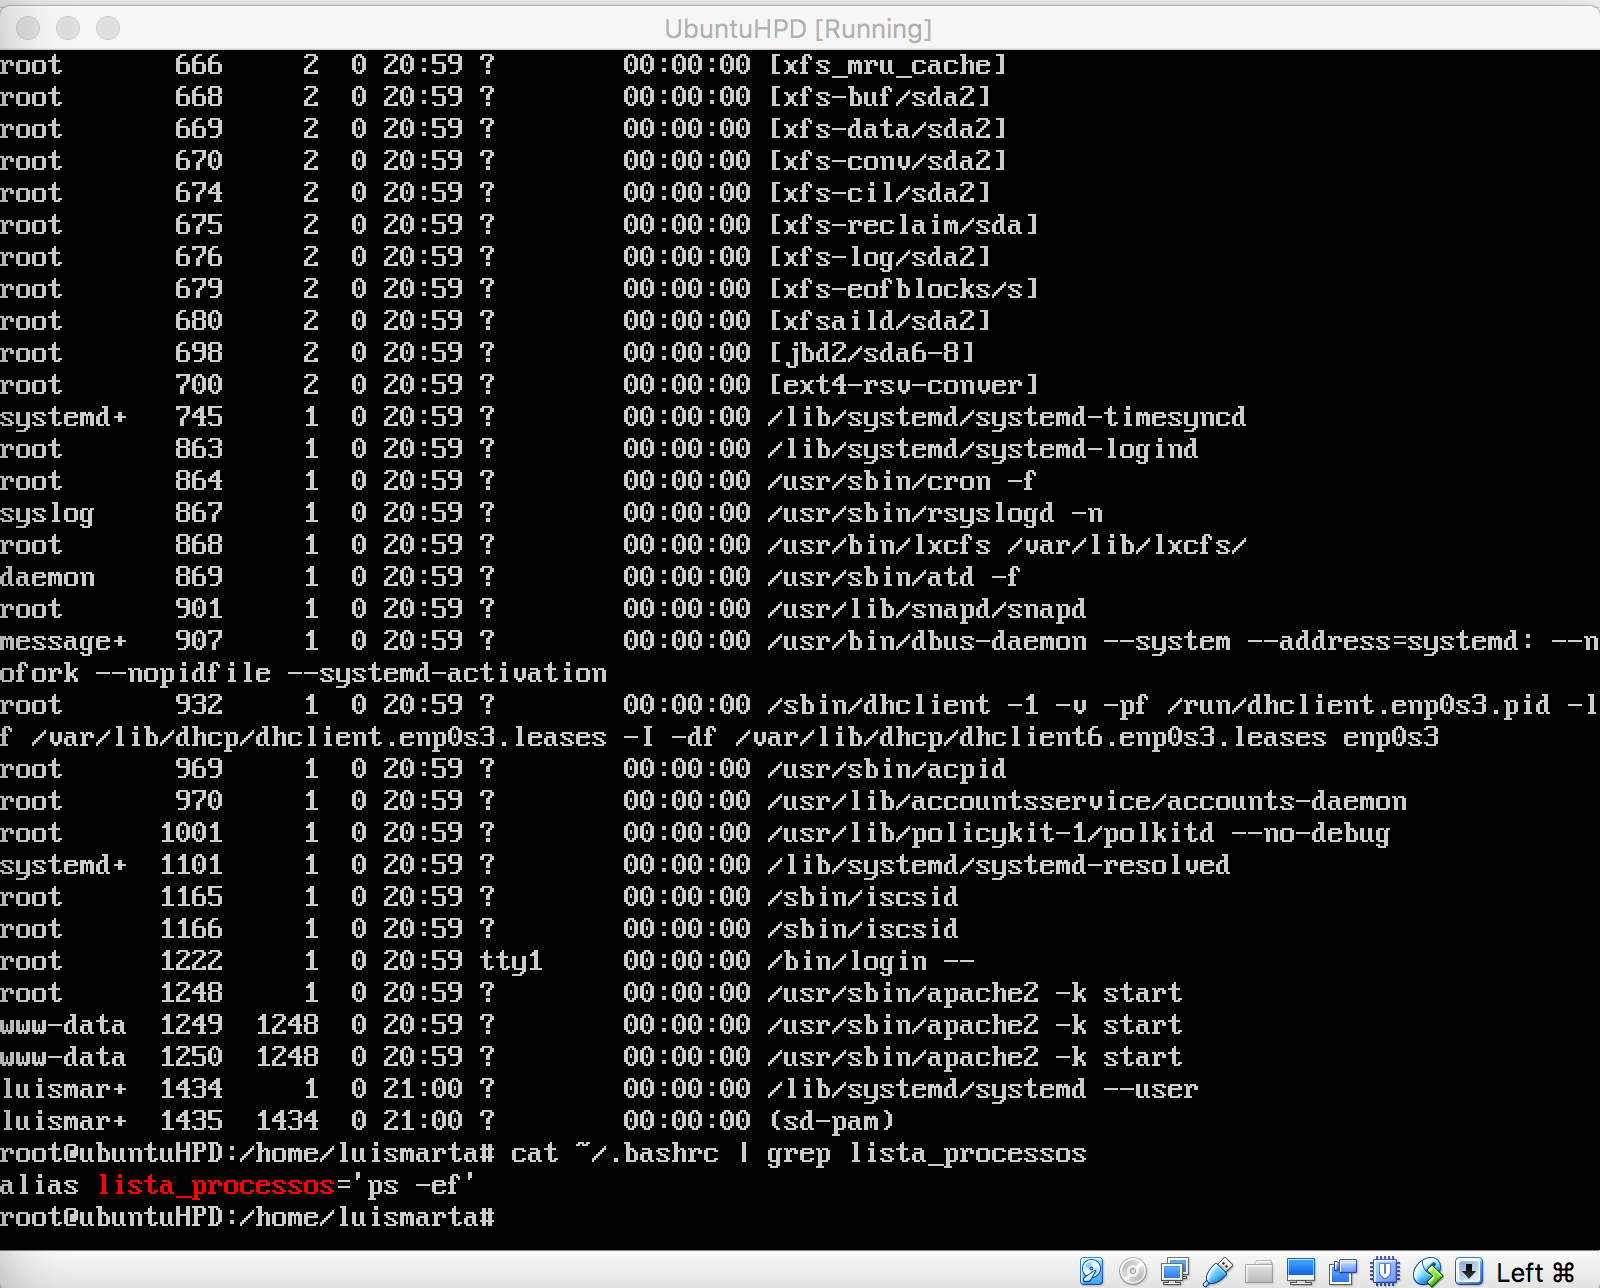 UbuntuHPD [Running]
root       666     2  0 20:59 ?        00:00:00 [xfs_mru_cache]
root       668     2  0 20:59 ?        00:00:00 [xfs-buf/sda2]
root       669     2  0 20:59 ?        00:00:00 [xfs-data/sda2]
root       670     2  0 20:59 ?        00:00:00 [xfs-conv/sda2]
root       674     2  0 20:59 ?        00:00:00 [xfs-cil/sda2]
root       675     2  0 20:59 ?        00:00:00 [xfs-reclaim/sda]
root       676     2  0 20:59 ?        00:00:00 [xfs-log/sda2]
root       679     2  0 20:59 ?        00:00:00 [xfs-eofblocks/s]
root       680     2  0 20:59 ?        00:00:00 [xfsaild/sda2]
root       698     2  0 20:59 ?        00:00:00 [jbd2/sda6-8]
root       700     2  0 20:59 ?        00:00:00 [ext4-rsv-conver]
systemd+   745     1  0 20:59 ?        00:00:00 /lib/systemd/systemd-timesyncd
root       863     1  0 20:59 ?        00:00:00 /lib/systemd/systemd-logind
root       864     1  0 20:59 ?        00:00:00 /usr/sbin/cron -f
syslog     867     1  0 20:59 ?        00:00:00 /usr/sbin/rsyslogd -n
root       868     1  0 20:59 ?        00:00:00 /usr/bin/lxcfs /var/lib/lxcfs/
daemon     869     1  0 20:59 ?        00:00:00 /usr/sbin/atd -f
root       901     1  0 20:59 ?        00:00:00 /usr/lib/snapd/snapd
message+   907     1  0 20:59 ?        00:00:00 /usr/bin/dbus-daemon --system --address=systemd: --n
ofork --nopidfile --systemd-activation
root       932     1  0 20:59 ?        00:00:00 /sbin/dhclient -1 -v -pf /run/dhclient.enp0s3.pid -l
f /var/lib/dhcp/dhclient.enp0s3.leases -I -df /var/lib/dhcp/dhclient6.enp0s3.leases enp0s3
root       969     1  0 20:59 ?        00:00:00 /usr/sbin/acpid
root       970     1  0 20:59 ?        00:00:00 /usr/lib/accountsservice/accounts-daemon
root      1001     1  0 20:59 ?        00:00:00 /usr/lib/policykit-1/polkitd --no-debug
systemd+  1101     1  0 20:59 ?        00:00:00 /lib/systemd/systemd-resolved
root      1165     1  0 20:59 ?        00:00:00 /sbin/iscsid
root      1166     1  0 20:59 ?        00:00:00 /sbin/iscsid
root      1222     1  0 20:59 tty1     00:00:00 /bin/login --
root      1248     1  0 20:59 ?        00:00:00 /usr/sbin/apache2 -k start
www-data  1249  1248  0 20:59 ?        00:00:00 /usr/sbin/apache2 -k start
www-data  1250  1248  0 20:59 ?        00:00:00 /usr/sbin/apache2 -k start
luismar+  1434     1  0 21:00 ?        00:00:00 /lib/systemd/systemd --user
luismar+  1435  1434  0 21:00 ?        00:00:00 (sd-pam)
root@ubuntuHPD:/home/luismarta# cat ~/.bashrc | grep lista_processos
alias lista_processos='ps -ef'
root@ubuntuHPD:/home/luismarta#
Left ⌘